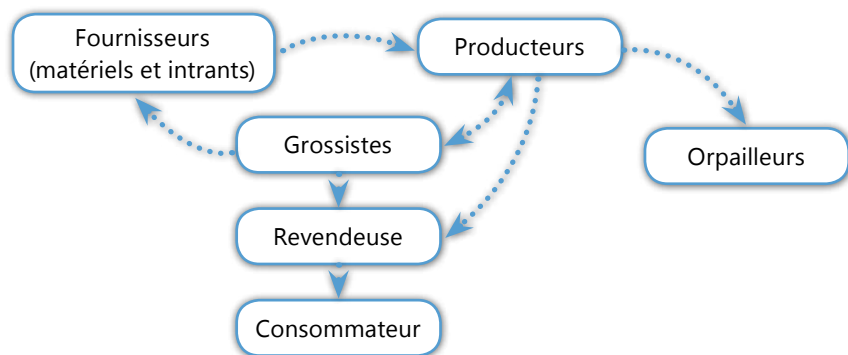 Fournisseurs
(matériels et intrants)
Producteurs
Grossistes
Orpailleurs
Revendeuse
Consommateur